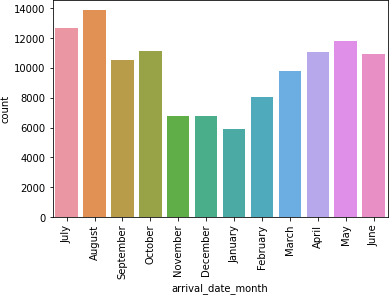 14000
12000
10000
8000
6000
4000
2000
0
count
July
August
September
October
November
December
January
February
March
April
May
June
arrival_date_month